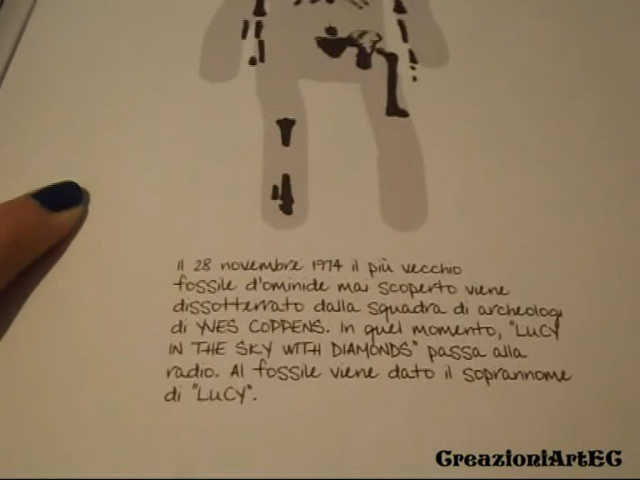 Il 28 novembre 1974 il più vecchio
fossile d'ominide mai scoperto viene
dissotterrato dalla squadra di archeologi
di YVES COPPENS. In quel momento, "LUCY
IN THE SKY WITH DIAMONDS" passa alla
radio. Al fossile viene dato il soprannome
di "LUCY".
CreazioniArtEC